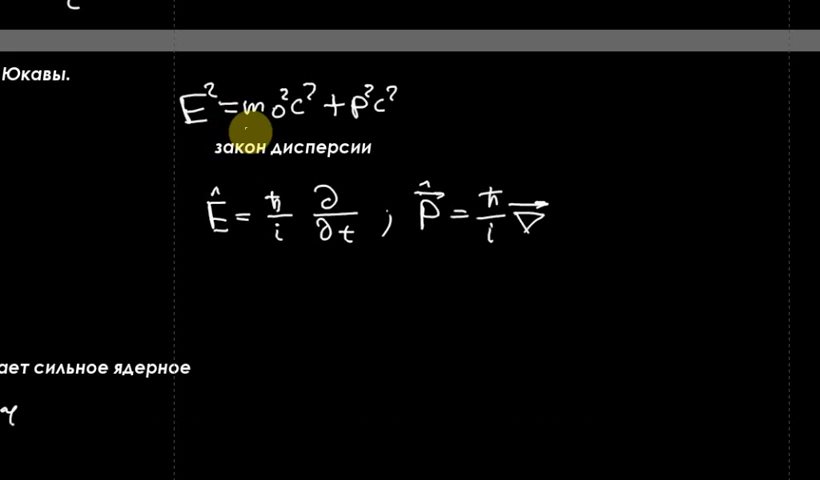 Юкавы.
E²=m₀²c²+p²c²
закон дисперсии
Ê = ħ/i ∂/∂t ; P̂⃗ = ħ/i ∇⃗
ает сильное ядерное